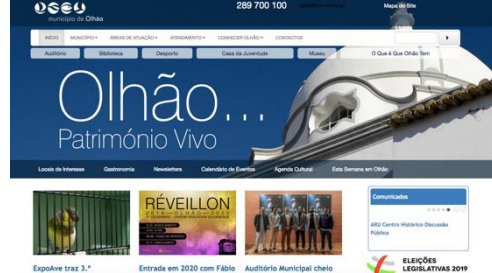 município de Olhão
289 700 100
Mapa do Site
INÍCIO MUNICÍPIO ÁREAS DE ATUAÇÃO ATENDIMENTO CONHECER OLHÃO CONTACTOS
Auditório Biblioteca Desporto Casa da Juventude Museu O Que é Que Olhão Tem
Olhão...
Património Vivo
Locais de Interesse Gastronomia Newsletters Calendário de Eventos Agenda Cultural Esta Semana em Olhão
RÉVEILLON
Comunicados
ARU Centro Histórico Discussão
Pública
ELEIÇÕES
LEGISLATIVAS 2019
ExpoAve traz 3.ª Entrada em 2020 com Fábio Auditório Municipal cheio